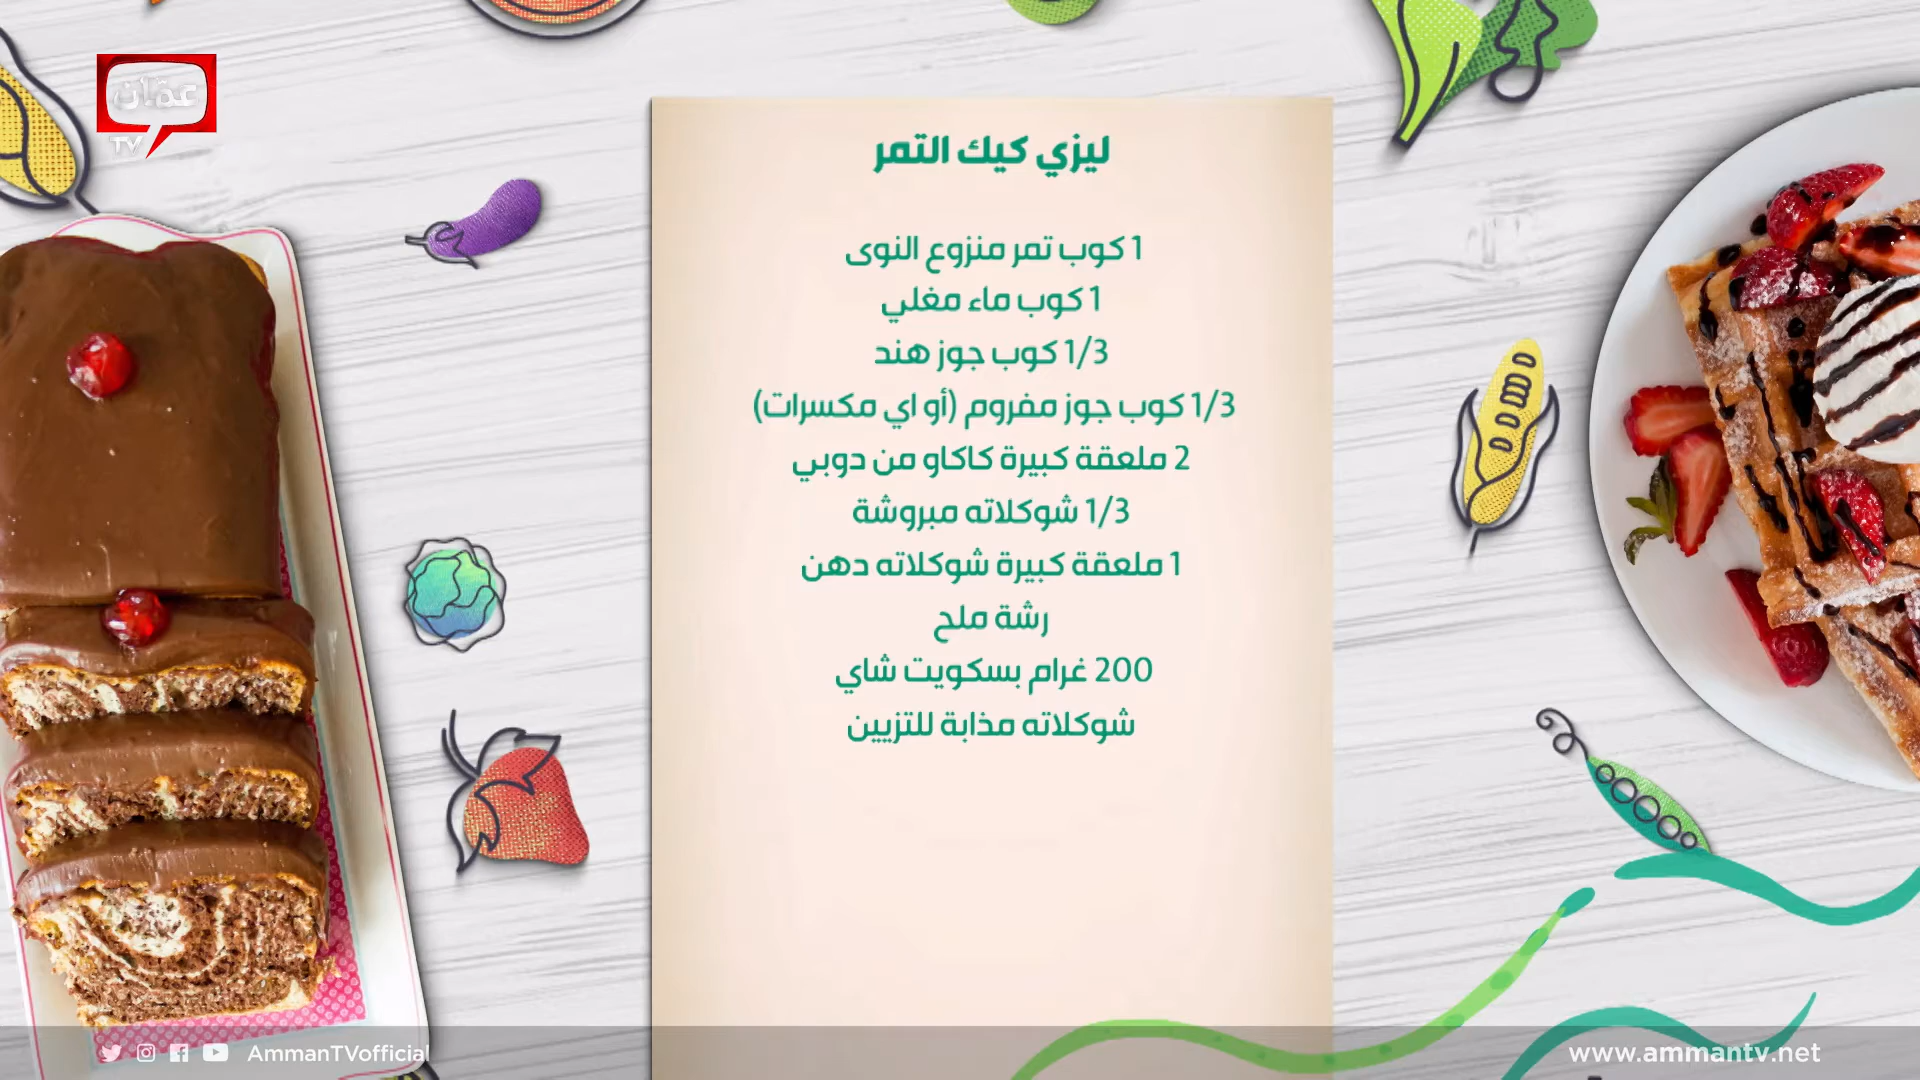 عمّان
TV
ليزي كيك التمر
1 كوب تمر منزوع النوى
1 كوب ماء مغلي
1/3 كوب جوز هند
1/3 كوب جوز مفروم (أو اي مكسرات)
2 ملعقة كبيرة كاكاو من دوبي
1/3 شوكلاته مبروشة
1 ملعقة كبيرة شوكلاته دهن
رشة ملح
200 غرام بسكويت شاي
شوكلاته مذابة للتزيين
AmmanTVofficial
www.ammantv.net